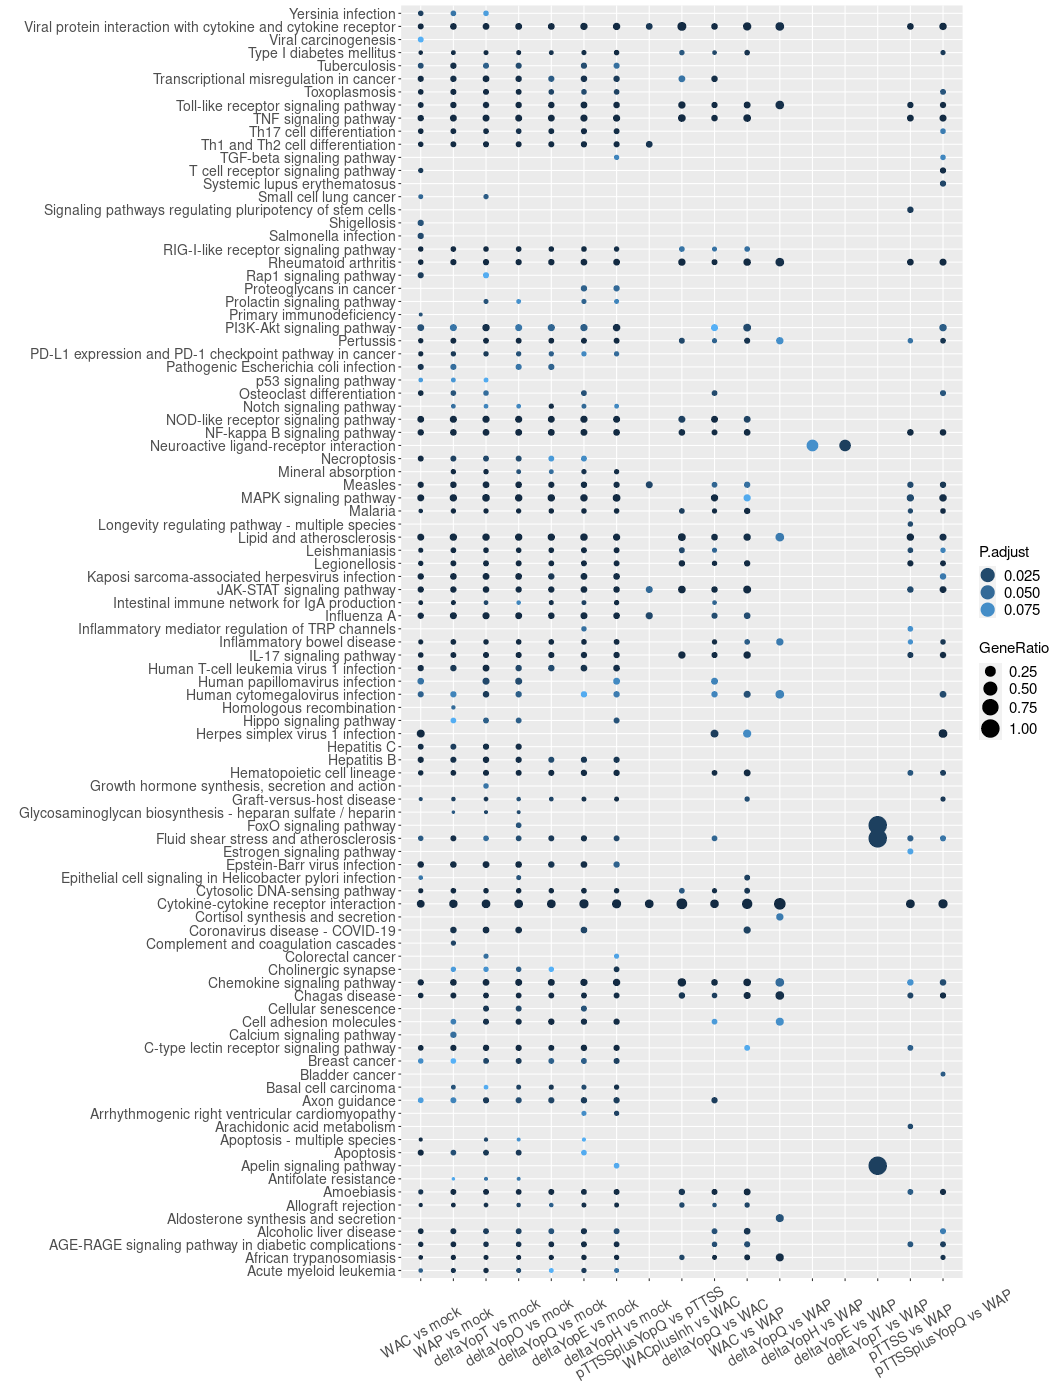 Yersinia infection
Viral protein interaction with cytokine and cytokine receptor
Viral carcinogenesis
Type I diabetes mellitus
Tuberculosis
Transcriptional misregulation in cancer
Toxoplasmosis
Toll-like receptor signaling pathway
TNF signaling pathway
Th17 cell differentiation
Th1 and Th2 cell differentiation
TGF-beta signaling pathway
T cell receptor signaling pathway
Systemic lupus erythematosus
Small cell lung cancer
Signaling pathways regulating pluripotency of stem cells
Shigellosis
Salmonella infection
RIG-I-like receptor signaling pathway
Rheumatoid arthritis
Rap1 signaling pathway
Proteoglycans in cancer
Prolactin signaling pathway
Primary immunodeficiency
PI3K-Akt signaling pathway
Pertussis
PD-L1 expression and PD-1 checkpoint pathway in cancer
Pathogenic Escherichia coli infection
p53 signaling pathway
Osteoclast differentiation
Notch signaling pathway
NOD-like receptor signaling pathway
NF-kappa B signaling pathway
Neuroactive ligand-receptor interaction
Necroptosis
Mineral absorption
Measles
MAPK signaling pathway
Malaria
Longevity regulating pathway - multiple species
Lipid and atherosclerosis
Leishmaniasis
Legionellosis
Kaposi sarcoma-associated herpesvirus infection
JAK-STAT signaling pathway
Intestinal immune network for IgA production
Influenza A
Inflammatory mediator regulation of TRP channels
Inflammatory bowel disease
IL-17 signaling pathway
Human T-cell leukemia virus 1 infection
Human papillomavirus infection
Human cytomegalovirus infection
Homologous recombination
Hippo signaling pathway
Herpes simplex virus 1 infection
Hepatitis C
Hepatitis B
Hematopoietic cell lineage
Growth hormone synthesis, secretion and action
Graft-versus-host disease
Glycosaminoglycan biosynthesis - heparan sulfate / heparin
FoxO signaling pathway
Fluid shear stress and atherosclerosis
Estrogen signaling pathway
Epstein-Barr virus infection
Epithelial cell signaling in Helicobacter pylori infection
Cytosolic DNA-sensing pathway
Cytokine-cytokine receptor interaction
Cortisol synthesis and secretion
Coronavirus disease - COVID-19
Complement and coagulation cascades
Colorectal cancer
Cholinergic synapse
Chemokine signaling pathway
Chagas disease
Cellular senescence
Cell adhesion molecules
Calcium signaling pathway
C-type lectin receptor signaling pathway
Breast cancer
Bladder cancer
Basal cell carcinoma
Axon guidance
Arrhythmogenic right ventricular cardiomyopathy
Arachidonic acid metabolism
Apoptosis - multiple species
Apoptosis
Apelin signaling pathway
Antifolate resistance
Amoebiasis
Allograft rejection
Aldosterone synthesis and secretion
Alcoholic liver disease
AGE-RAGE signaling pathway in diabetic complications
African trypanosomiasis
Acute myeloid leukemia
WAC vs mock
WAP vs mock
deltaYopT vs mock
deltaYopO vs mock
deltaYopQ vs mock
deltaYopE vs mock
deltaYopH vs mock
pTTSSplusYopQ vs pTTSS
WACplusInh vs WAC
deltaYopQ vs WAC
WAC vs WAP
deltaYopQ vs WAP
deltaYopH vs WAP
deltaYopE vs WAP
deltaYopT vs WAP
pTTSS vs WAP
pTTSSplusYopQ vs WAP
P.adjust
0.025
0.050
0.075
GeneRatio
0.25
0.50
0.75
1.00